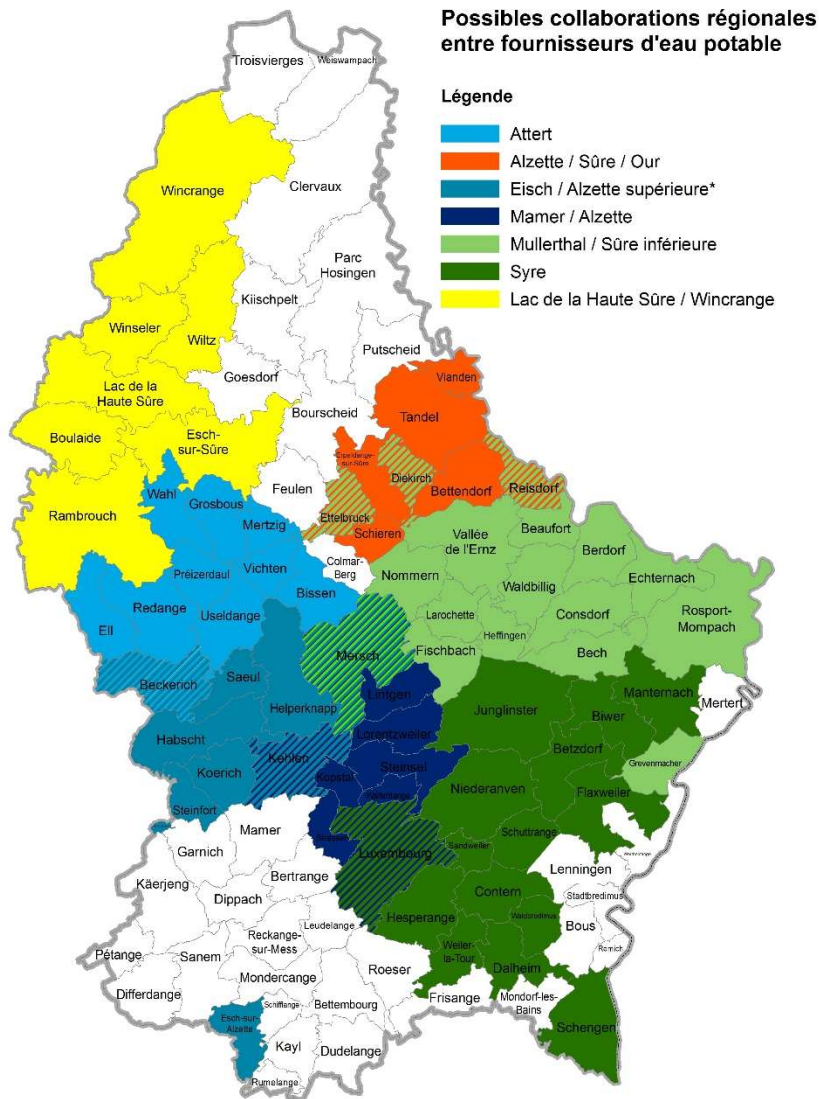 Possibles collaborations régionales
entre fournisseurs d'eau potable
Légende
Attert
Alzette / Sûre / Our
Eisch / Alzette supérieure*
Mamer / Alzette
Mullerthal / Sûre inférieure
Syre
Lac de la Haute Sûre / Wincrange
Troisvierges
Weiswampach
Wincrange
Clervaux
Parc
Hosingen
Kiischpelt
Winseler
Wiltz
Putscheid
Goesdorf
Vianden
Lac de la
Haute Sûre
Tandel
Bourscheid
Boulaide
Esch-
sur-Sûre
Erpeldange-
sur-Sûre
Diekirch
Bettendorf
Reisdorf
Wahl
Feulen
Rambrouch
Grosbous
Ettelbruck
Beaufort
Mertzig
Schieren
Vallée
de l'Ernz
Berdorf
Colmar-
Berg
Préizerdaul
Vichten
Nommern
Waldbillig
Echternach
Bissen
Redange
Useldange
Larochette
Consdorf
Rosport-
Mompach
Ell
Heffingen
Mersch
Fischbach
Bech
Beckerich
Saeul
Lintgen
Manternach
Helperknapp
Junglinster
Biwer
Mertert
Lorentzweiler
Habscht
Betzdorf
Kehlen
Steinsel
Grevenmacher
Koerich
Kopstal
Niederanven
Flaxweiler
Walferdange
Steinfort
Mamer
Strassen
Schuttrange
Garnich
Luxembourg
Sandweiler
Lenningen
Bertrange
Käerjeng
Contern
Stadtbredimus
Dippach
Hesperange
Waldbredimus
Leudelange
Bous
Reckange-
sur-Mess
Weiler-
la-Tour
Remich
Pétange
Sanem
Roeser
Dalheim
Mondercange
Differdange
Frisange
Mondorf-les-
Bains
Schifflange
Bettembourg
Esch-sur-
Alzette
Schengen
Kayl
Dudelange
Rumelange